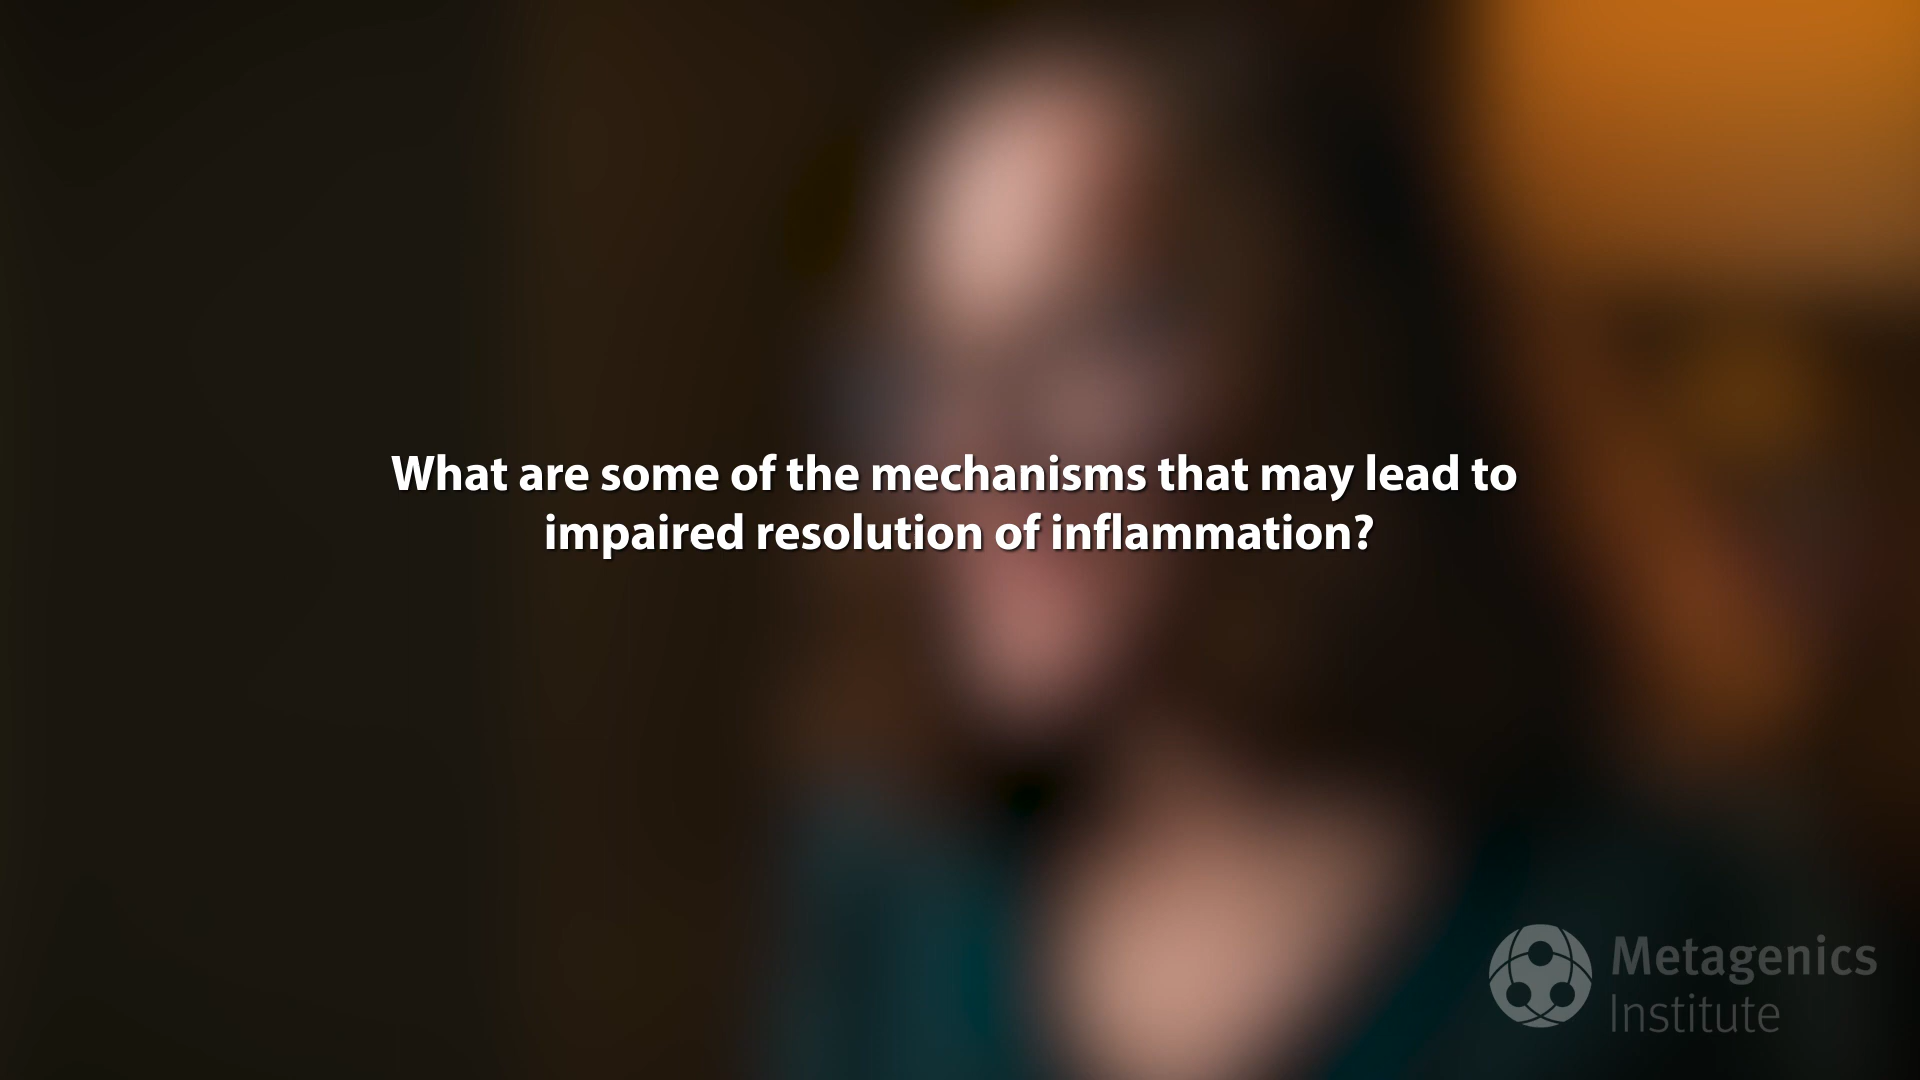 What are some of the mechanisms that may lead to
impaired resolution of inflammation?
Metagenics
Institute